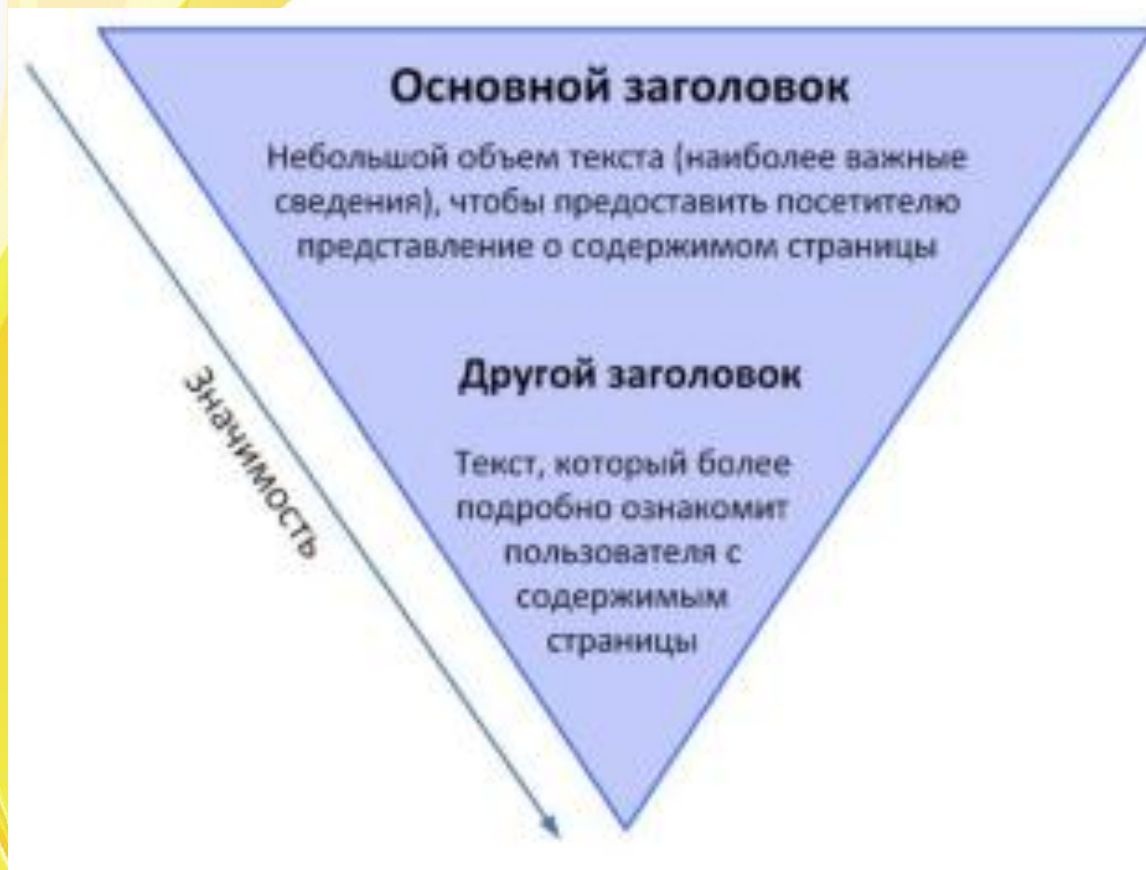 Основной заголовок
Небольшой объем текста (наиболее важные
сведения), чтобы предоставить посетителю
представление о содержимом страницы
Другой заголовок
Текст, который более
подробно ознакомит
пользователя с
содержимым
страницы
Значимость